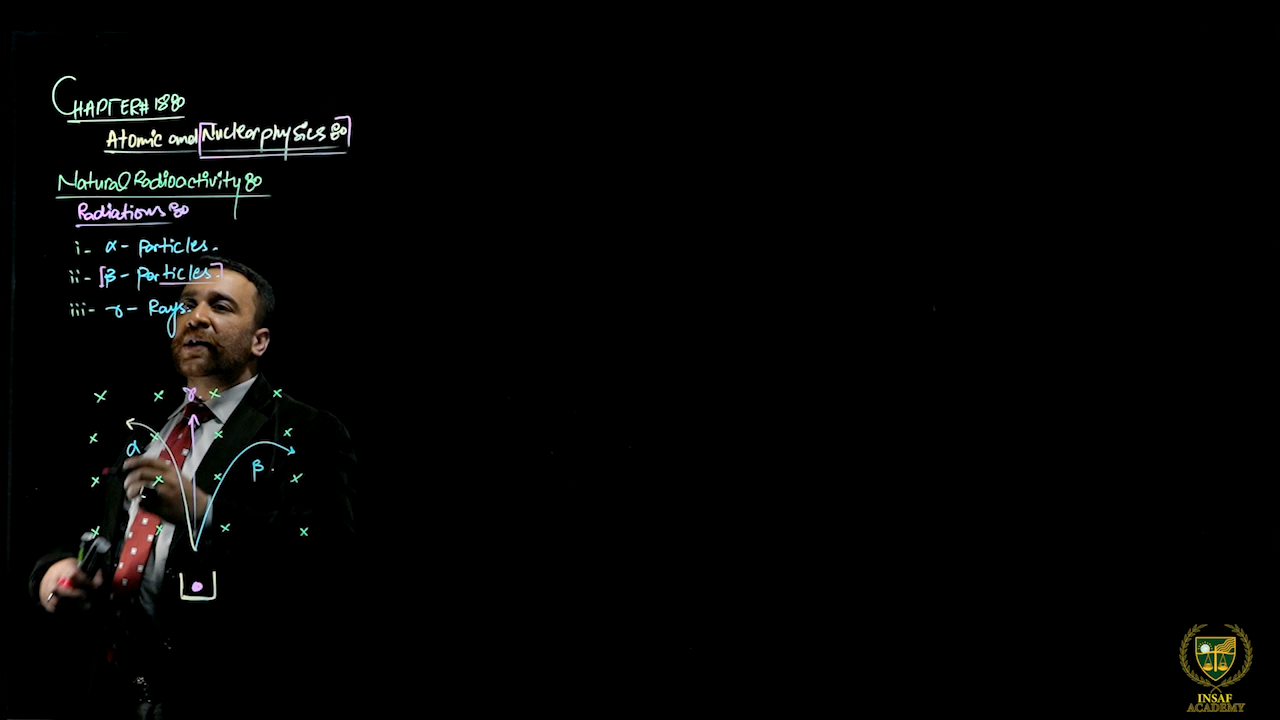 CHAPTER# 18:
Atomic and Nuclear physics:
Natural Radioactivity:
Radiations:
i- α- Particles.
ii- [β- Particles.]
iii- γ- Rays.
x x γ x x
x x x x
α β.
x x x x
x x x x
INSAF
ACADEMY